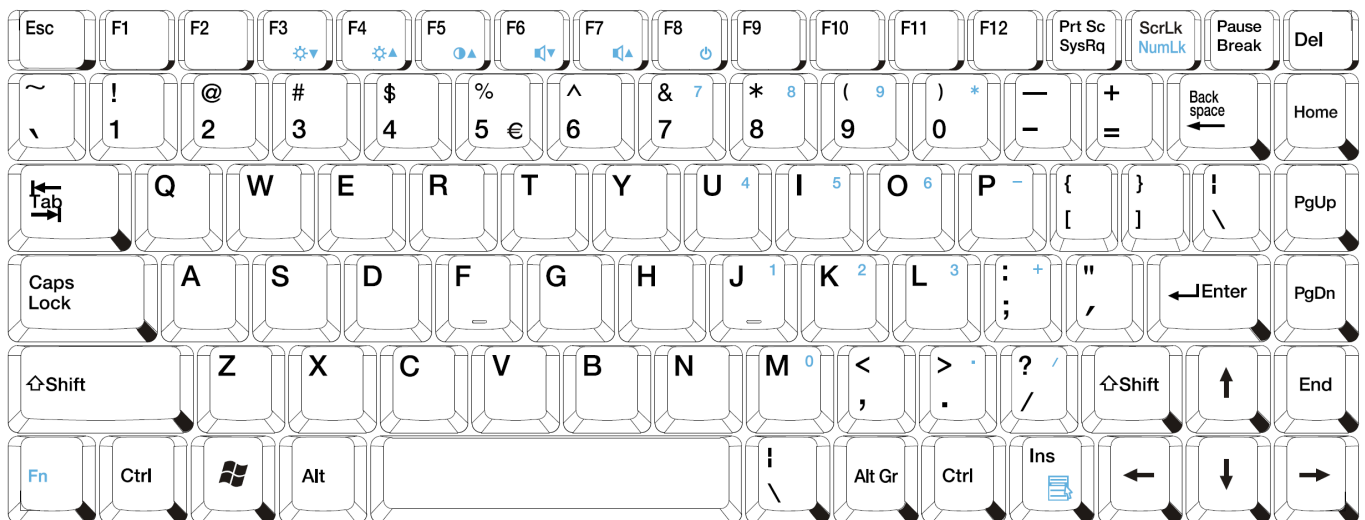 Esc F1 F2 F3 F4 F5 F6 F7 F8 F9 F10 F11 F12 Prt Sc SysRq ScrLk NumLk Pause Break Del
~ ` ! 1 @ 2 # 3 $ 4 % 5 € ^ 6 & 7 7 * 8 8 ( 9 9 ) * 0 — - + = Back space Home
Tab Q W E R T Y U 4 I 5 O 6 P - { [ } ] ¦ \ PgUp
Caps Lock A S D F G H J 1 K 2 L 3 : + ; " ' Enter PgDn
Shift Z X C V B N M 0 < , > . . ? / / Shift ↑ End
Fn Ctrl Alt ¦ \ Alt Gr Ctrl Ins ← ↓ →